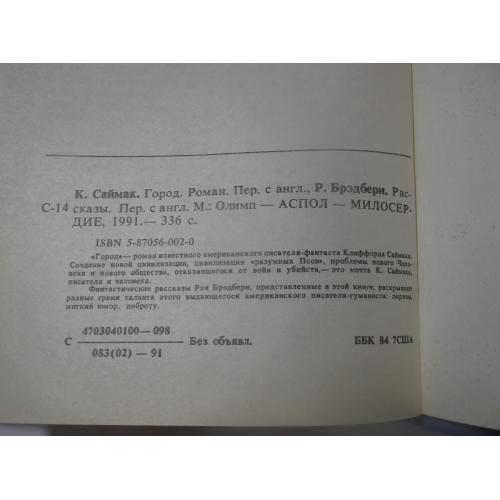 К. Саймак. Город. Роман. Пер. с англ., Р. Брэдбери. Рас-
С-14 сказы. Пер. с англ. М.: Олимп — АСПОЛ — МИЛОСЕР-
ДИЕ, 1991.— 336 с.
ISBN 5-87056-002-0
«Город»— роман известного американского писателя-фантаста Клиффорда Саймака.
Создание новой цивилизации, цивилизации «разумных Псов», проблемы нового Чело-
века и нового общества, отказавшегося от войн и убийств,— это мечта К. Саймака,
писателя и человека.
Фантастические рассказы Рэя Брэдбери, представленные в этой книге, раскрывают
разные грани таланта этого выдающегося американского писателя-гуманиста: лиризм,
мягкий юмор, доброту.
4703040100—098
С Без объявл. ББК 84 7США
083(02) — 91